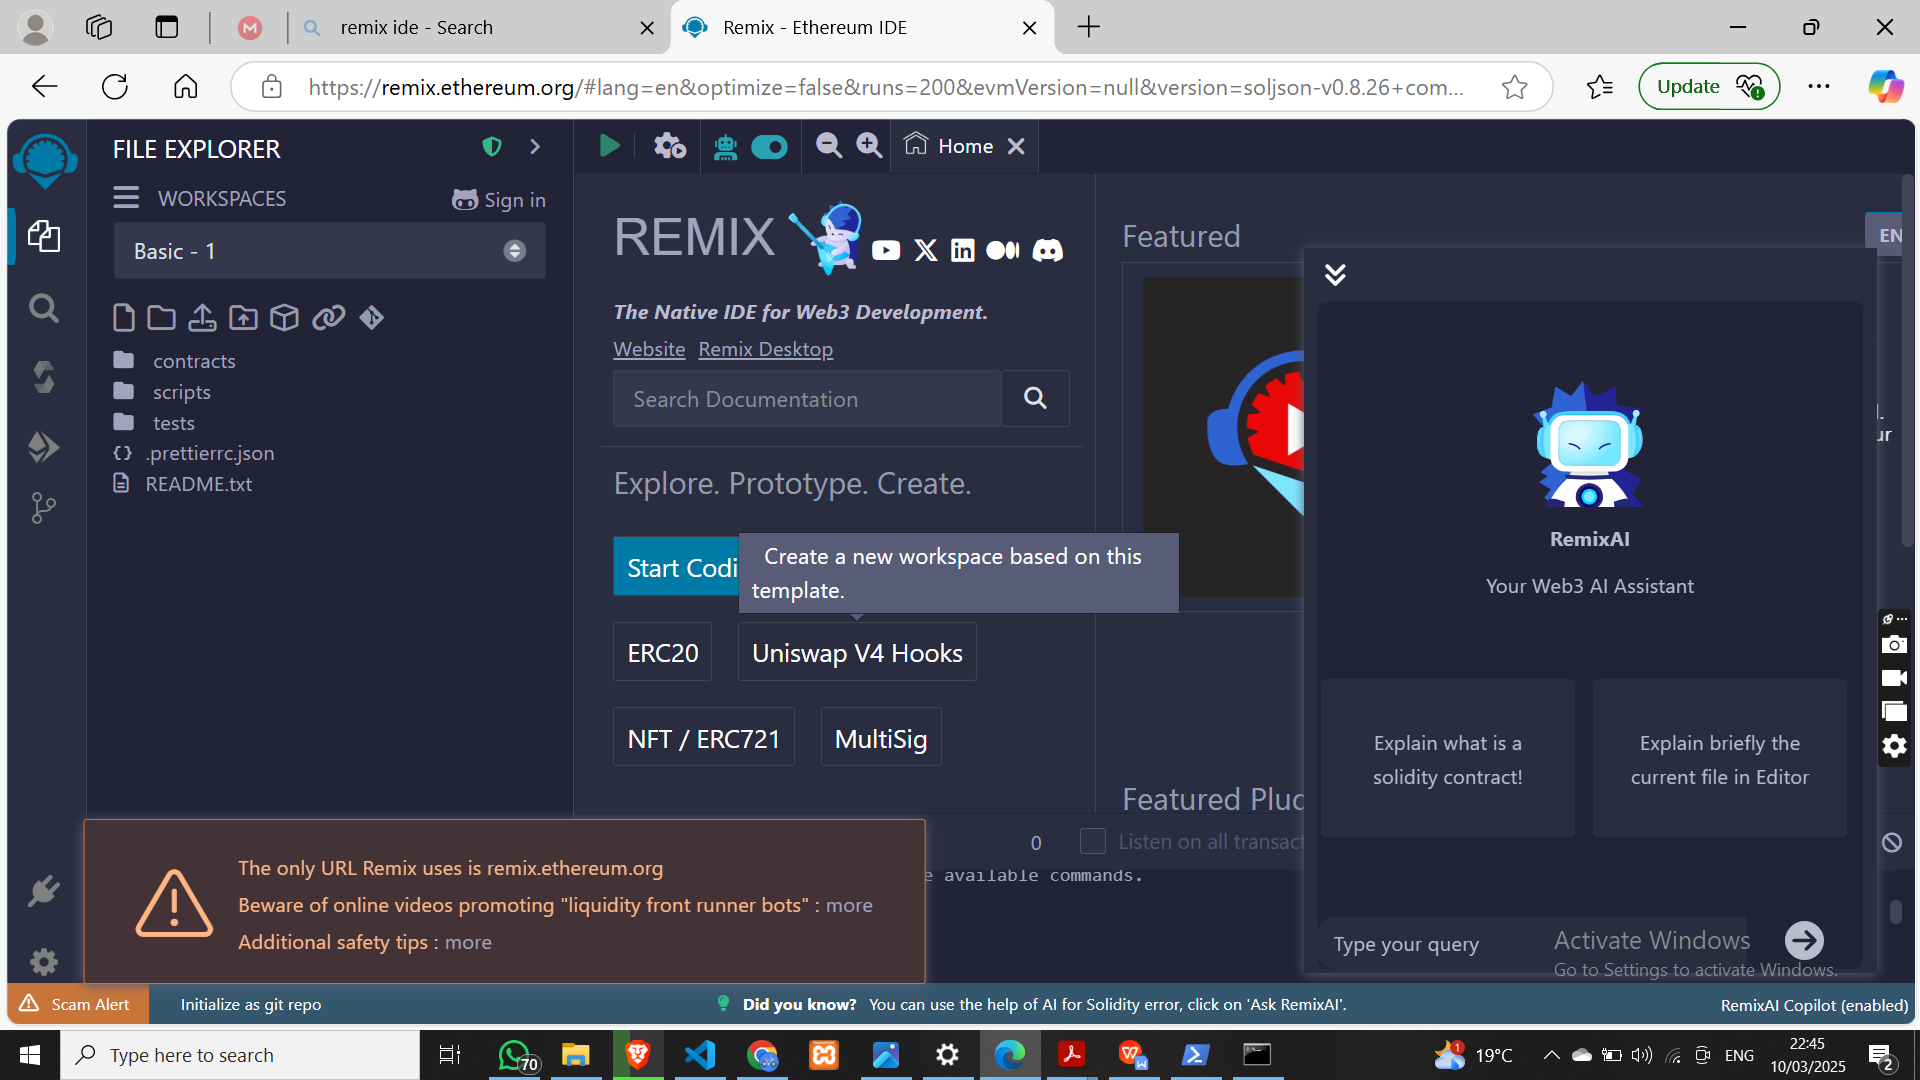 remix ide - Search
Remix - Ethereum IDE
https://remix.ethereum.org/#lang=en&optimize=false&runs=200&evmVersion=null&version=soljson-v0.8.26+com...
Update
FILE EXPLORER
WORKSPACES
Sign in
Basic - 1
contracts
scripts
tests
.prettierrc.json
README.txt
Home
REMIX
The Native IDE for Web3 Development.
Website Remix Desktop
Search Documentation
Explore. Prototype. Create.
Start Codi
Create a new workspace based on this
template.
ERC20
Uniswap V4 Hooks
NFT / ERC721
MultiSig
Featured
EN
Featured Plu
0
Listen on all transact
e available commands.
RemixAI
Your Web3 AI Assistant
Explain what is a
solidity contract!
Explain briefly the
current file in Editor
Type your query
Activate Windows
Go to Settings to activate Windows.
The only URL Remix uses is remix.ethereum.org
Beware of online videos promoting "liquidity front runner bots" : more
Additional safety tips : more
Scam Alert
Initialize as git repo
Did you know? You can use the help of AI for Solidity error, click on 'Ask RemixAI'.
RemixAI Copilot (enabled)
Type here to search
70
1
19°C
ENG
22:45
10/03/2025
2